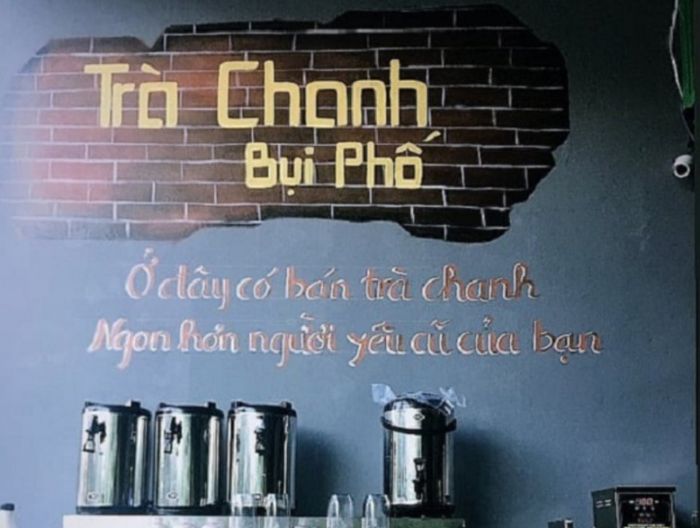 Trà Chanh
Bụi Phố
Ở đây có bán trà chanh
Ngon hơn người yêu cũ của bạn